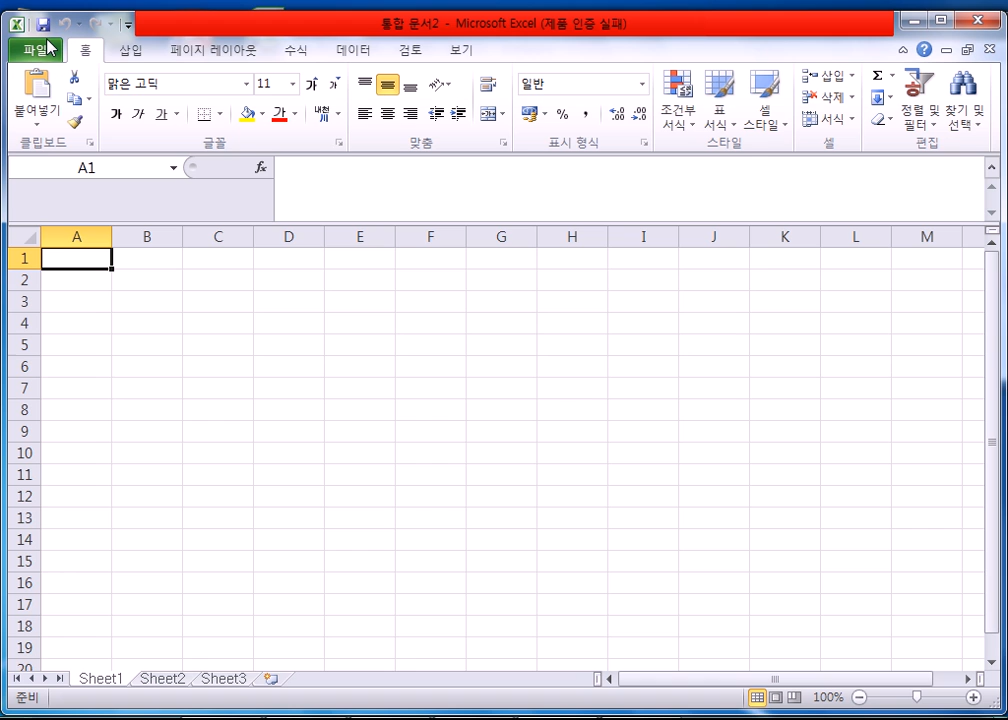 통합 문서2 - Microsoft Excel (제품 인증 실패)
파일 홈 삽입 페이지 레이아웃 수식 데이터 검토 보기
붙여넣기
클립보드
맑은 고딕 11
가 가 가 가 내천
글꼴
맞춤
일반
% ,
표시 형식
조건부 서식
표 서식
셀 스타일
스타일
삽입
삭제
서식
셀
Σ
정렬 및 필터
찾기 및 선택
편집
A1 fx
A B C D E F G H I J K L M
1
2
3
4
5
6
7
8
9
10
11
12
13
14
15
16
17
18
19
20
Sheet1 Sheet2 Sheet3
준비 100%